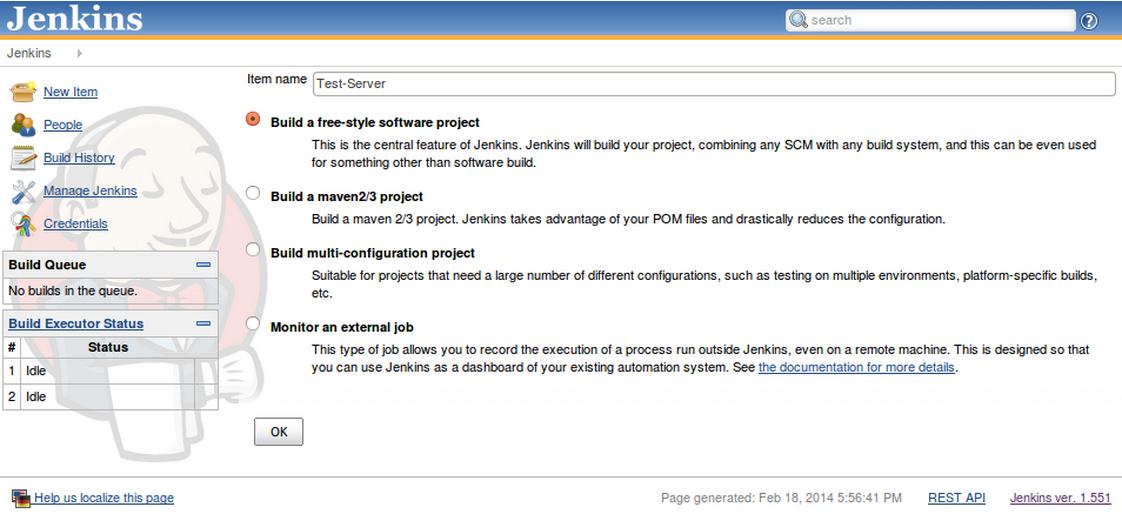 Jenkins
search
Jenkins
New Item
People
Build History
Manage Jenkins
Credentials
Build Queue
No builds in the queue.
Build Executor Status
# Status
1 Idle
2 Idle
Item name Test-Server
Build a free-style software project
This is the central feature of Jenkins. Jenkins will build your project, combining any SCM with any build system, and this can be even used
for something other than software build.
Build a maven2/3 project
Build a maven 2/3 project. Jenkins takes advantage of your POM files and drastically reduces the configuration.
Build multi-configuration project
Suitable for projects that need a large number of different configurations, such as testing on multiple environments, platform-specific builds,
etc.
Monitor an external job
This type of job allows you to record the execution of a process run outside Jenkins, even on a remote machine. This is designed so that
you can use Jenkins as a dashboard of your existing automation system. See the documentation for more details.
OK
Help us localize this page
Page generated: Feb 18, 2014 5:56:41 PM REST API Jenkins ver. 1.551